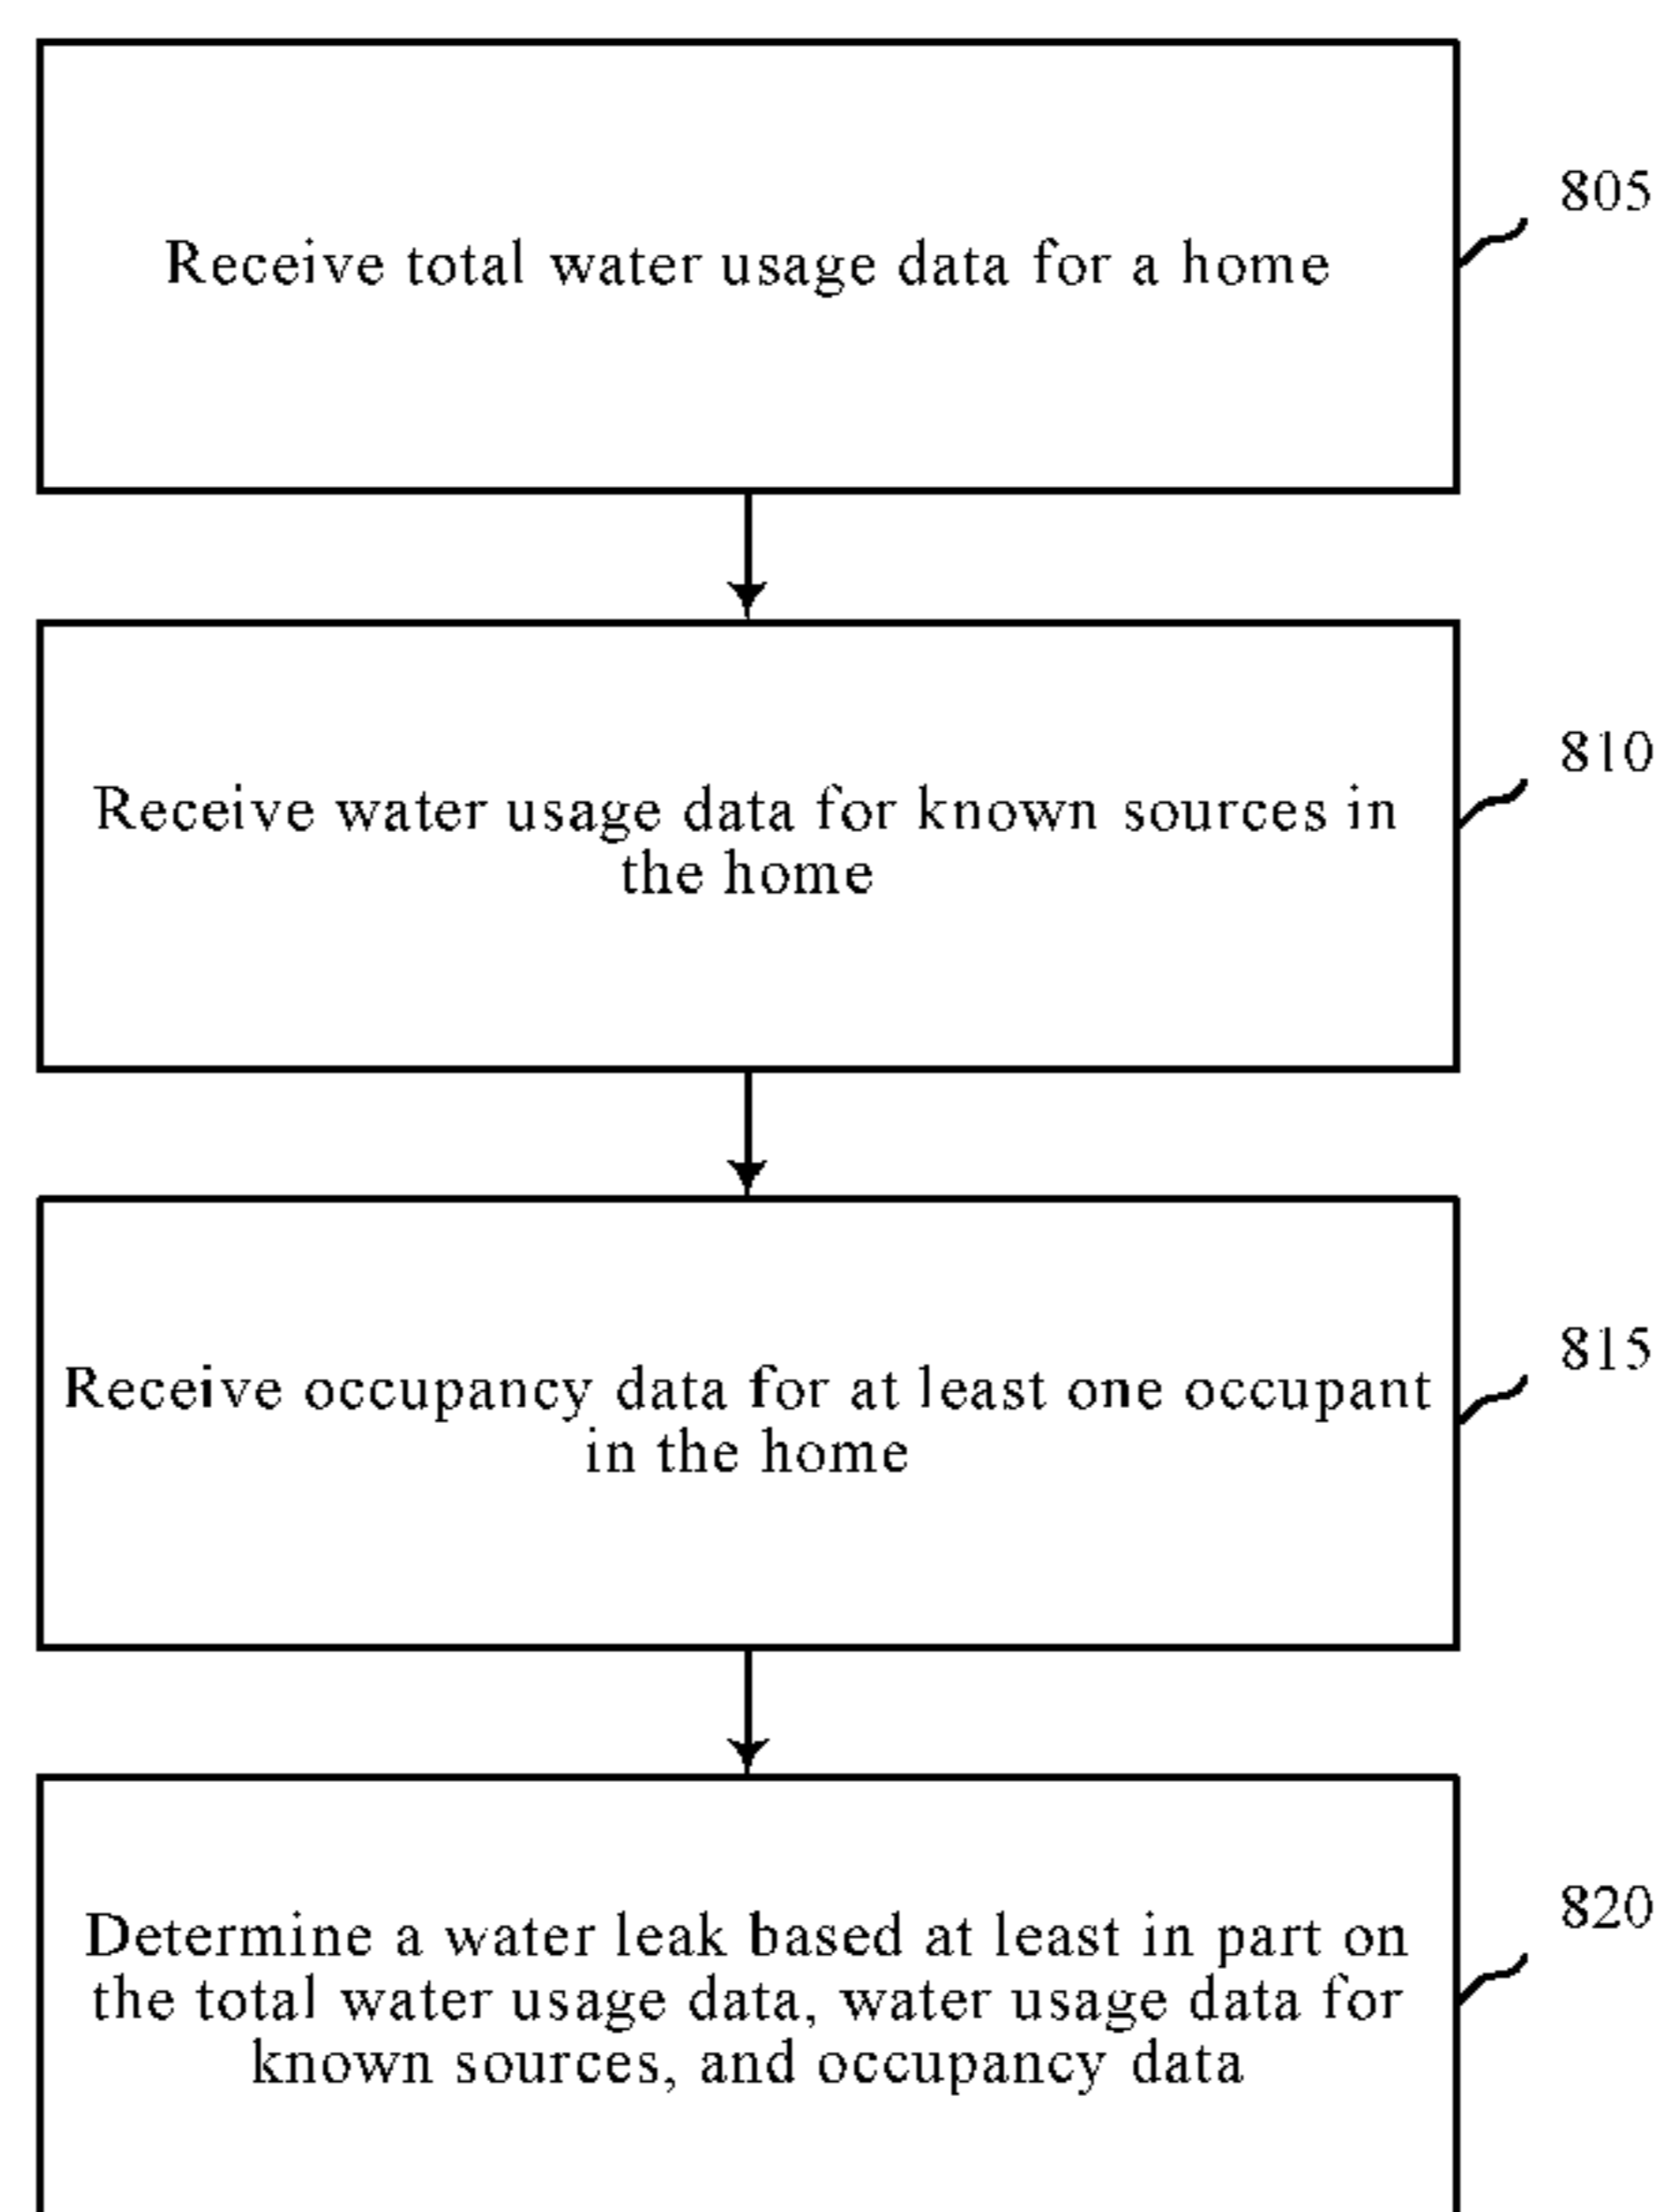 805
Receive total water usage data for a home
810
Receive water usage data for known sources in
the home
815
Receive occupancy data for at least one occupant
in the home
820
Determine a water leak based at least in part on
the total water usage data, water usage data for
known sources, and occupancy data